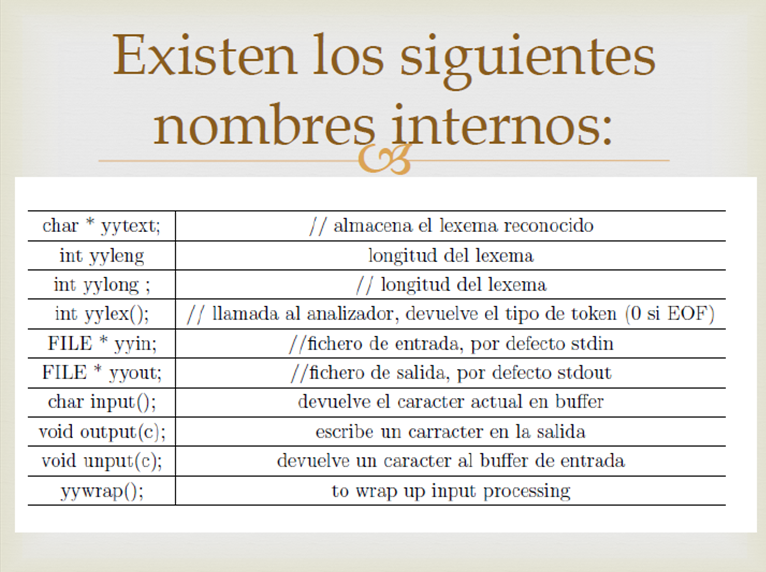 Existen los siguientes
nombres internos:
char * yytext; // almacena el lexema reconocido
int yyleng longitud del lexema
int yylong ; // longitud del lexema
int yylex(); // llamada al analizador, devuelve el tipo de token (0 si EOF)
FILE * yyin; //fichero de entrada, por defecto stdin
FILE * yyout; //fichero de salida, por defecto stdout
char input(); devuelve el caracter actual en buffer
void output(c); escribe un carracter en la salida
void unput(c); devuelve un caracter al buffer de entrada
yywrap(); to wrap up input processing